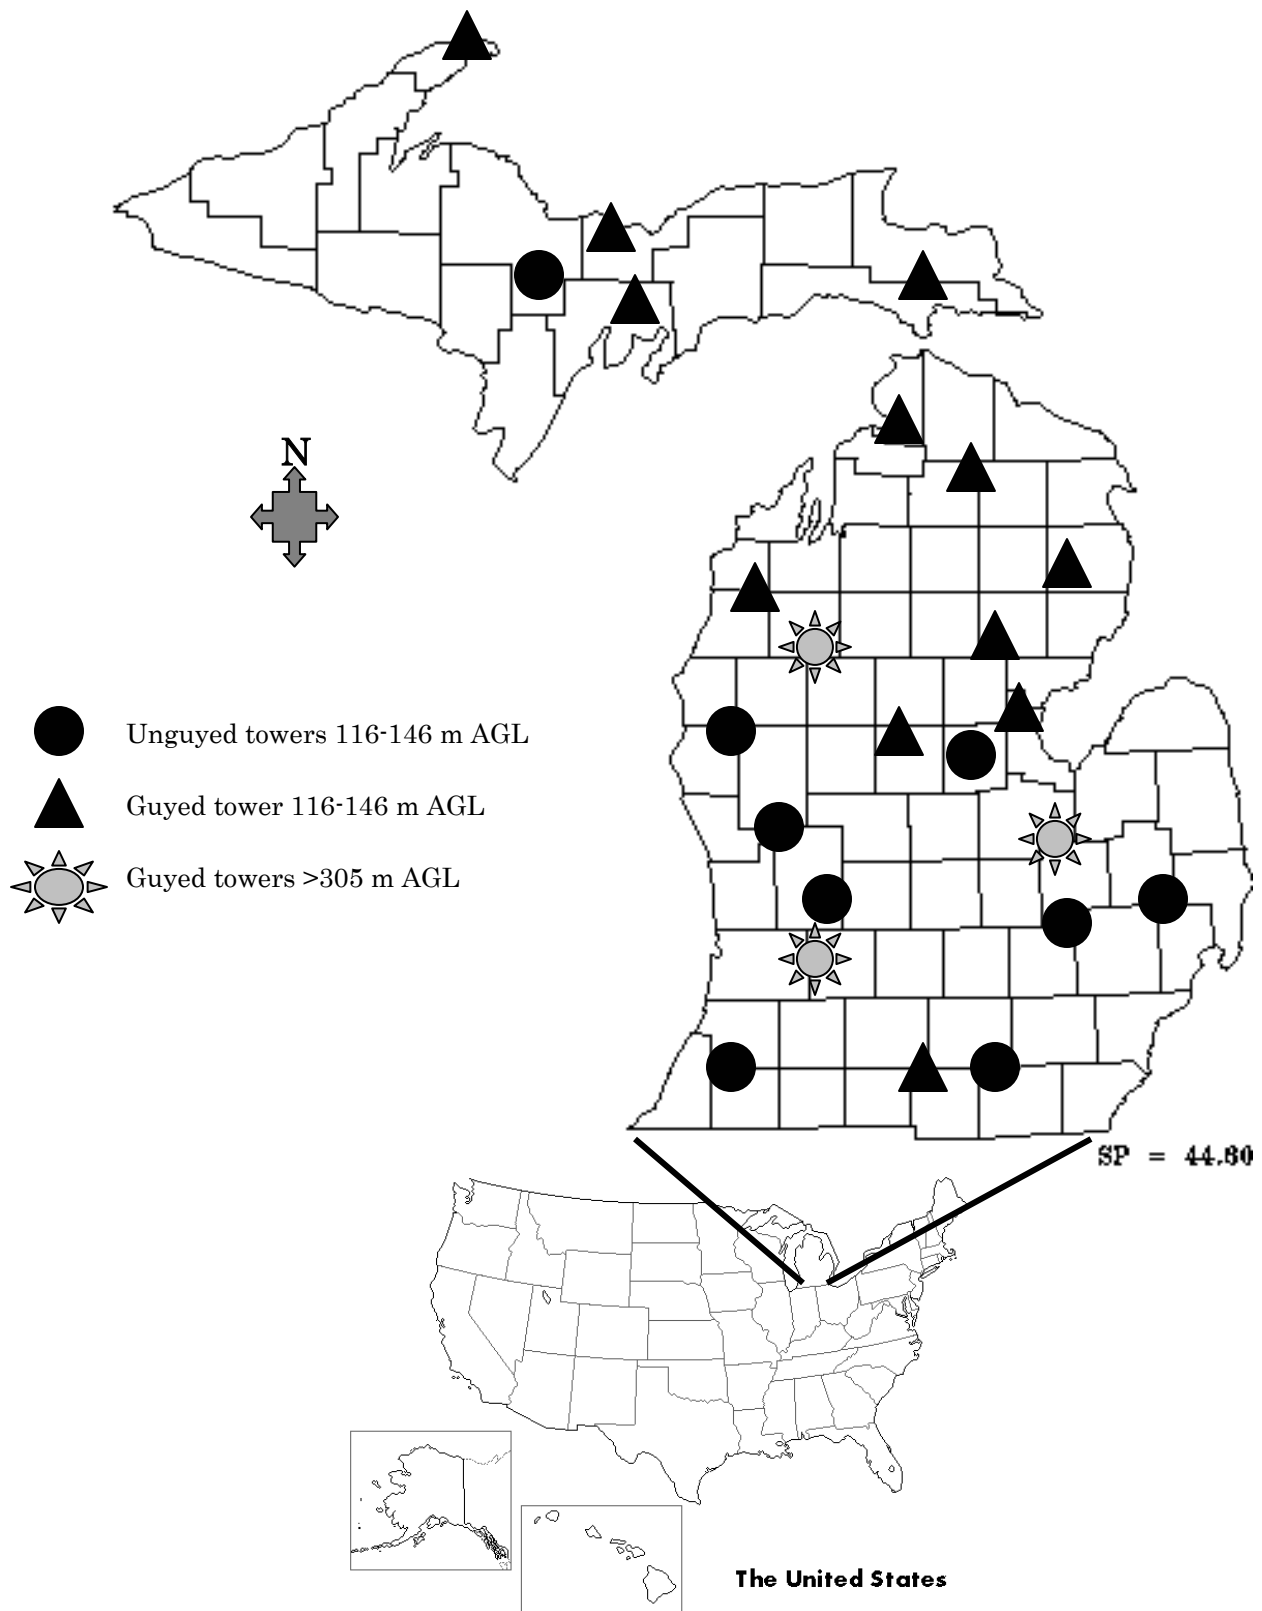 N
Unguyed towers 116-146 m AGL
Guyed tower 116-146 m AGL
Guyed towers >305 m AGL
SP = 44.80
The United States